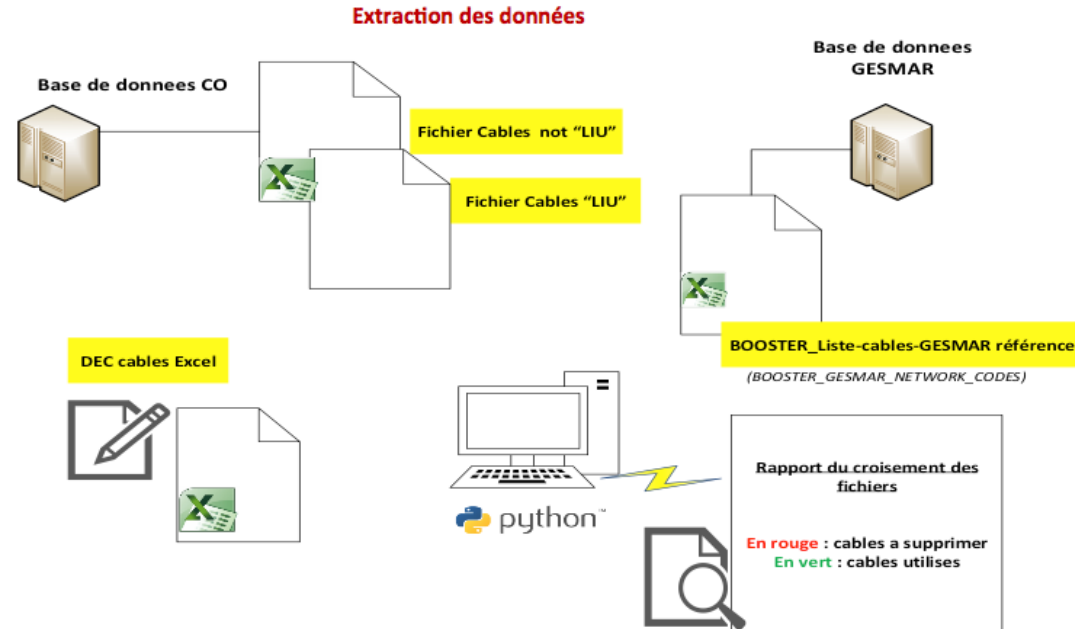 Extraction des données
Base de donnees CO
Base de donnees
GESMAR
Fichier Cables not “LIU”
Fichier Cables “LIU”
BOOSTER_Liste-cables-GESMAR référence
(BOOSTER_GESMAR_NETWORK_CODES)
DEC cables Excel
python™
Rapport du croisement des
fichiers
En rouge : cables a supprimer
En vert : cables utilises